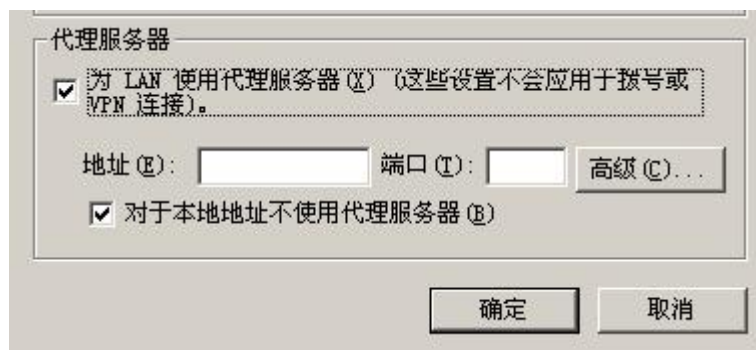 代理服务器
为 LAN 使用代理服务器(X) (这些设置不会应用于拨号或
VPN 连接)。
地址(E): 端口(T): 高级(C)...
对于本地地址不使用代理服务器(B)
确定 取消